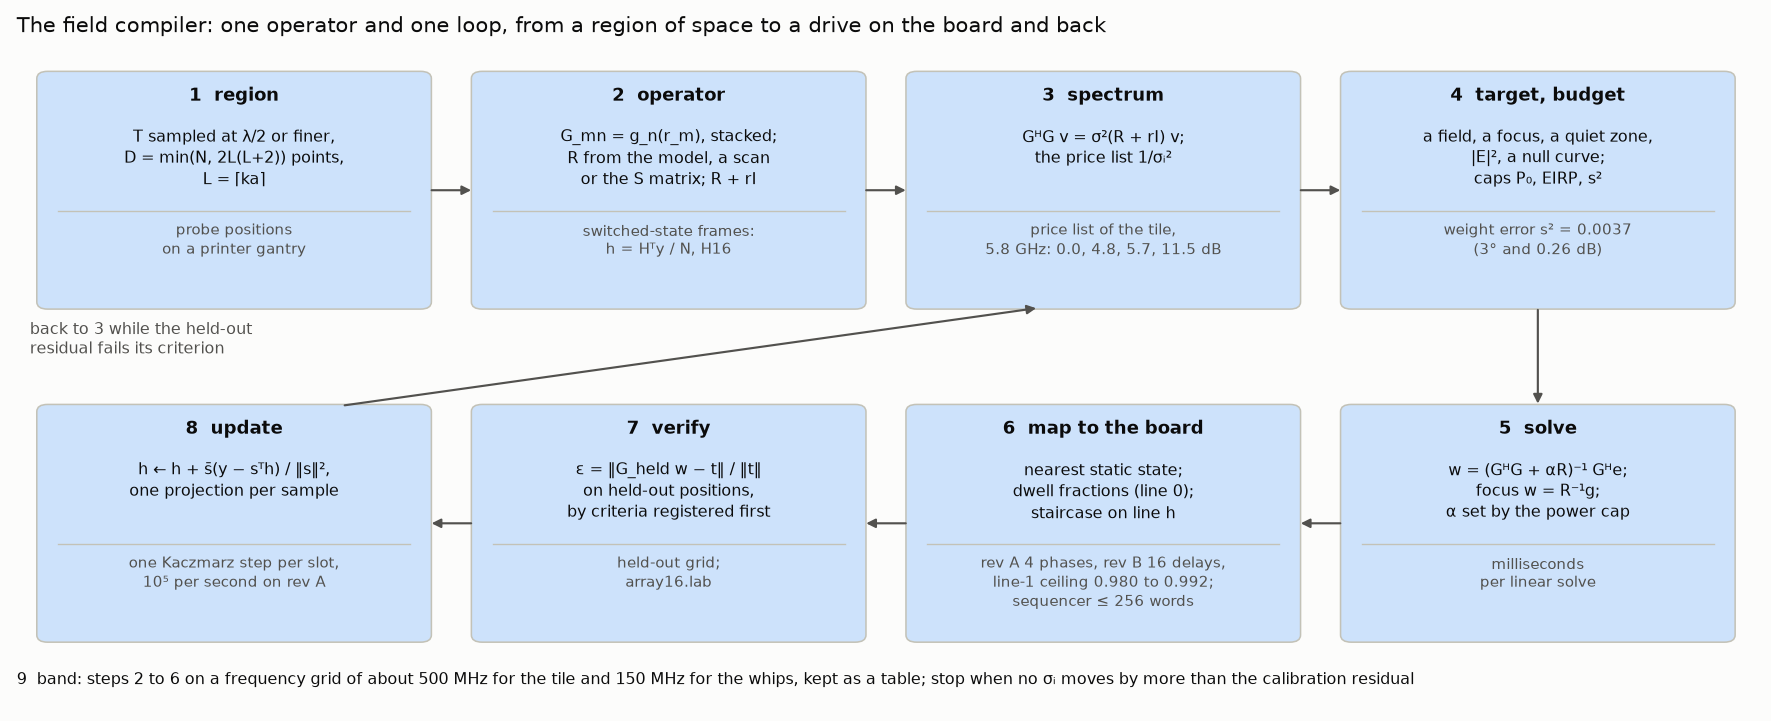 The field compiler: one operator and one loop, from a region of space to a drive on the board and back
1 region
T sampled at λ/2 or finer,
D = min(N, 2L(L+2)) points,
L = ⌈ka⌉
probe positions
on a printer gantry
2 operator
G_mn = g_n(r_m), stacked;
R from the model, a scan
or the S matrix; R + rI
switched-state frames:
h = Hᵀy / N, H16
3 spectrum
GᴴG v = σ²(R + rI) v;
the price list 1/σᵢ²
price list of the tile,
5.8 GHz: 0.0, 4.8, 5.7, 11.5 dB
4 target, budget
a field, a focus, a quiet zone,
|E|², a null curve;
caps P₀, EIRP, s²
weight error s² = 0.0037
(3° and 0.26 dB)
back to 3 while the held-out
residual fails its criterion
8 update
h ← h + s̄(y − sᵀh) / ‖s‖²,
one projection per sample
one Kaczmarz step per slot,
10⁵ per second on rev A
7 verify
ε = ‖G_held w − t‖ / ‖t‖
on held-out positions,
by criteria registered first
held-out grid;
array16.lab
6 map to the board
nearest static state;
dwell fractions (line 0);
staircase on line h
rev A 4 phases, rev B 16 delays,
line-1 ceiling 0.980 to 0.992;
sequencer ≤ 256 words
5 solve
w = (GᴴG + αR)⁻¹ Gᴴe;
focus w = R⁻¹g;
α set by the power cap
milliseconds
per linear solve
9 band: steps 2 to 6 on a frequency grid of about 500 MHz for the tile and 150 MHz for the whips, kept as a table; stop when no σᵢ moves by more than the calibration residual